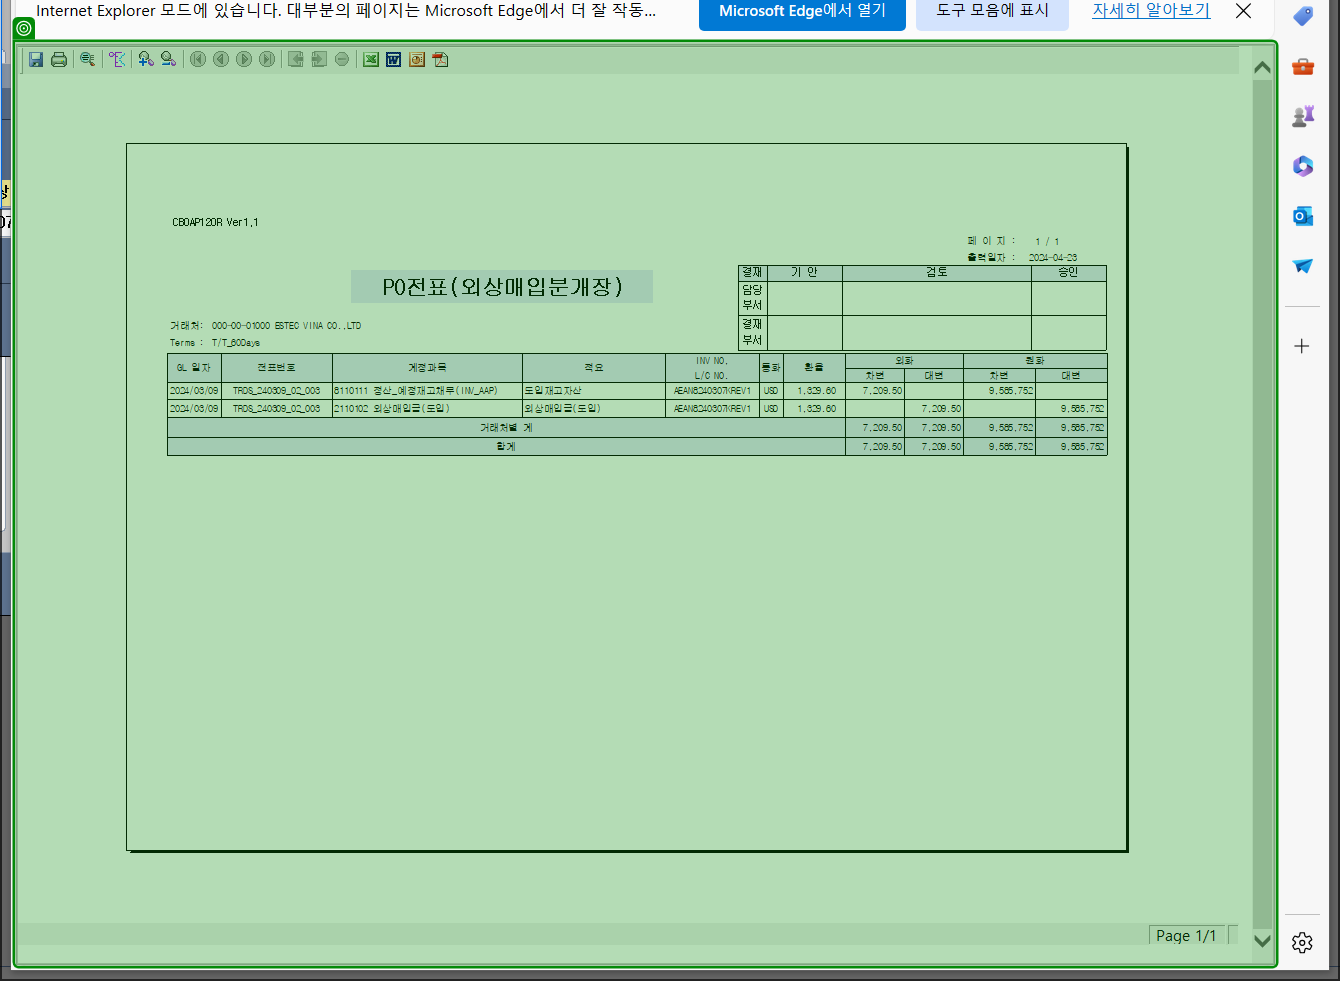 Internet Explorer 모드에 있습니다. 대부분의 페이지는 Microsoft Edge에서 더 잘 작동... Microsoft Edge에서 열기 도구 모음에 표시 자세히 알아보기
CBOAP120R Ver1.1
페 이 지 : 1 / 1
출력일자 : 2024-04-23
PO전표(외상매입분개장)
결재 기 안 검토 승인
담당
부서
결재
부서
거래처: 000-00-01000 ESTEC VINA CO.,LTD
Terms : T/T_60Days
GL 일자 전표번호 계정과목 적요 INV NO. 통화 환율 외화 원화
L/C NO. 차변 대변 차변 대변
2024/03/09 TRDS_240309_02_003 8110111 정산_예정재고채무(INV_AAP) 도입재고자산 AEAN8240307KREV1 USD 1,329.60 7,209.50 9,585,752
2024/03/09 TRDS_240309_02_003 2110102 외상매입금(도입) 외상매입금(도입) AEAN8240307KREV1 USD 1,329.60 7,209.50 9,585,752
거래처별 계 7,209.50 7,209.50 9,585,752 9,585,752
합계 7,209.50 7,209.50 9,585,752 9,585,752
Page 1/1